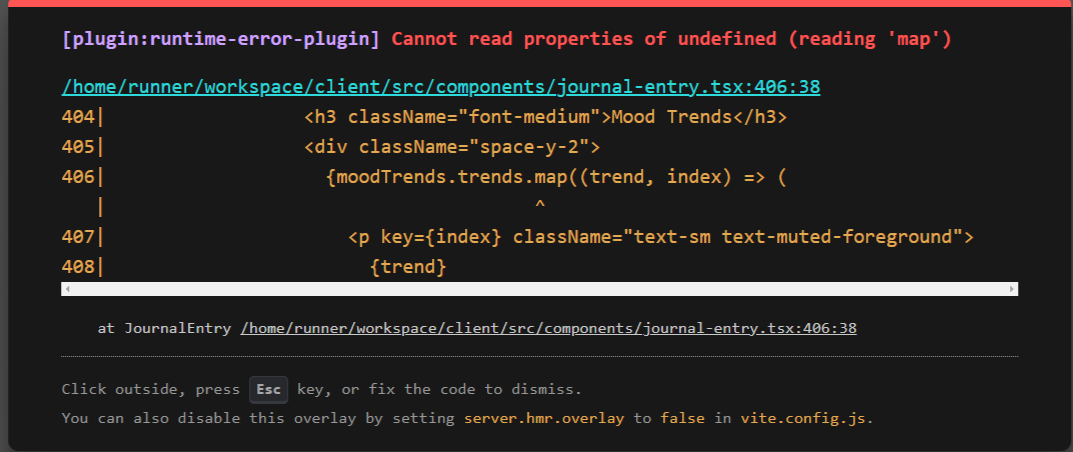 [plugin:runtime-error-plugin] Cannot read properties of undefined (reading 'map')
/home/runner/workspace/client/src/components/journal-entry.tsx:406:38
404|                  <h3 className="font-medium">Mood Trends</h3>
405|                  <div className="space-y-2">
406|                    {moodTrends.trends.map((trend, index) => (
   |                                       ^
407|                      <p key={index} className="text-sm text-muted-foreground">
408|                        {trend}
at JournalEntry /home/runner/workspace/client/src/components/journal-entry.tsx:406:38
Click outside, press Esc key, or fix the code to dismiss.
You can also disable this overlay by setting server.hmr.overlay to false in vite.config.js.